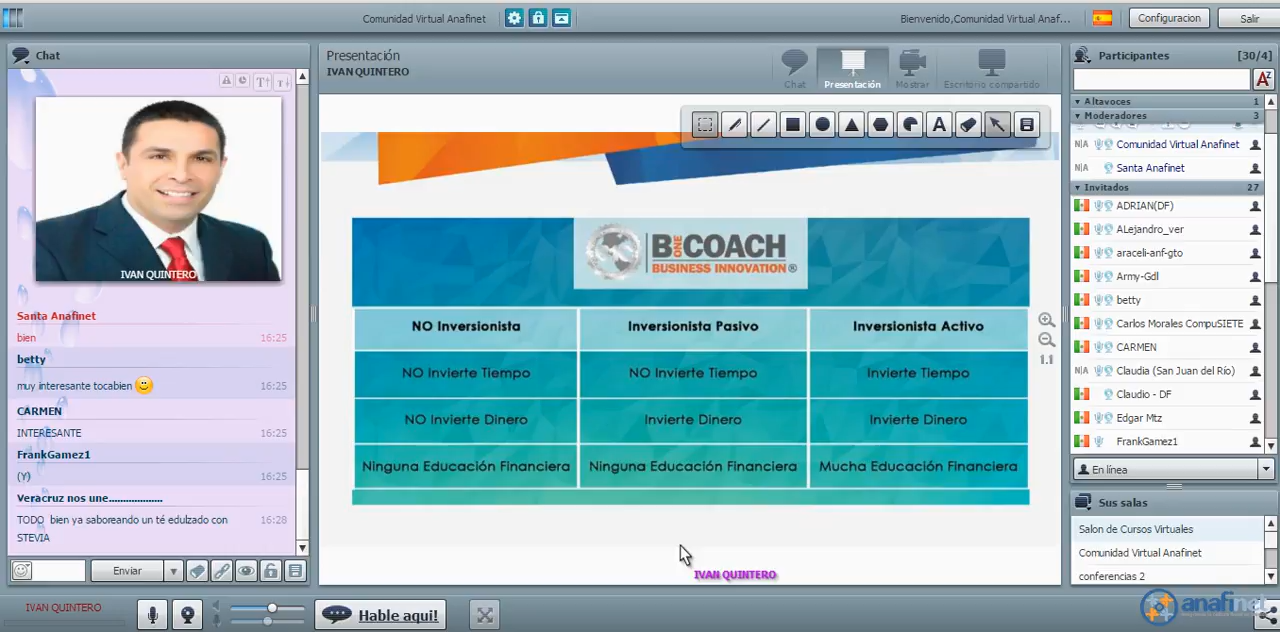 Comunidad Virtual Anafinet
Bienvenido,Comunidad Virtual Anaf...
Configuracion
Salir
Chat
IVAN QUINTERO
Santa Anafinet
bien 16:25
betty
muy interesante tocabien 16:25
CARMEN
INTERESANTE 16:25
FrankGamez1
(Y) 16:25
Veracruz nos une...................
TODO bien ya saboreando un té edulzado con 16:28
STEVIA
Enviar
Presentación
IVAN QUINTERO
Chat
Presentación
Mostrar
Escritorio compartido
A
B ONE COACH
BUSINESS INNOVATION®
NO Inversionista Inversionista Pasivo Inversionista Activo
NO Invierte Tiempo NO Invierte Tiempo Invierte Tiempo
NO Invierte Dinero Invierte Dinero Invierte Dinero
Ninguna Educación Financiera Ninguna Educación Financiera Mucha Educación Financiera
1.1
IVAN QUINTERO
Participantes [30/4]
Altavoces 1
Moderadores 3
N|A Comunidad Virtual Anafinet
N|A Santa Anafinet
Invitados 27
ADRIAN(DF)
ALejandro_ver
araceli-anf-gto
Army-Gdl
betty
Carlos Morales CompuSIETE
CARMEN
N|A Claudia (San Juan del Río)
Claudio - DF
Edgar Mtz
FrankGamez1
En línea
Sus salas
Salon de Cursos Virtuales
Comunidad Virtual Anafinet
conferencias 2
IVAN QUINTERO
Hable aqui!
anafinet